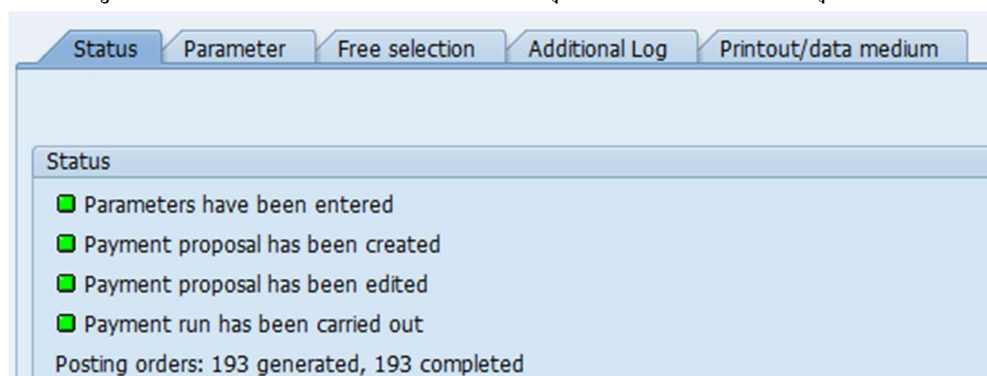 Status Parameter Free selection Additional Log Printout/data medium
Status
Parameters have been entered
Payment proposal has been created
Payment proposal has been edited
Payment run has been carried out
Posting orders: 193 generated, 193 completed